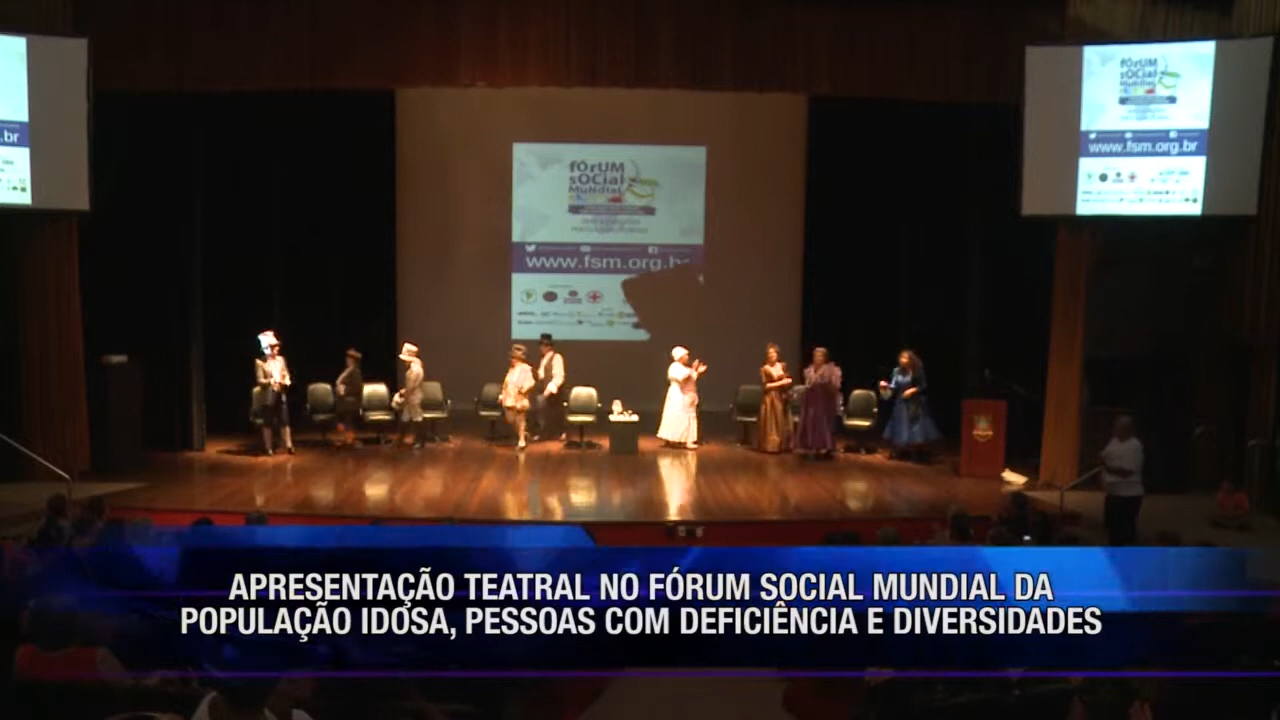 fÓrUM
sOCial
MuNdIaL
www.fsm.org.br
fÓrUM
sOCial
MuNdIaL
www.fsm.org.br
.br
APRESENTAÇÃO TEATRAL NO FÓRUM SOCIAL MUNDIAL DA
POPULAÇÃO IDOSA, PESSOAS COM DEFICIÊNCIA E DIVERSIDADES